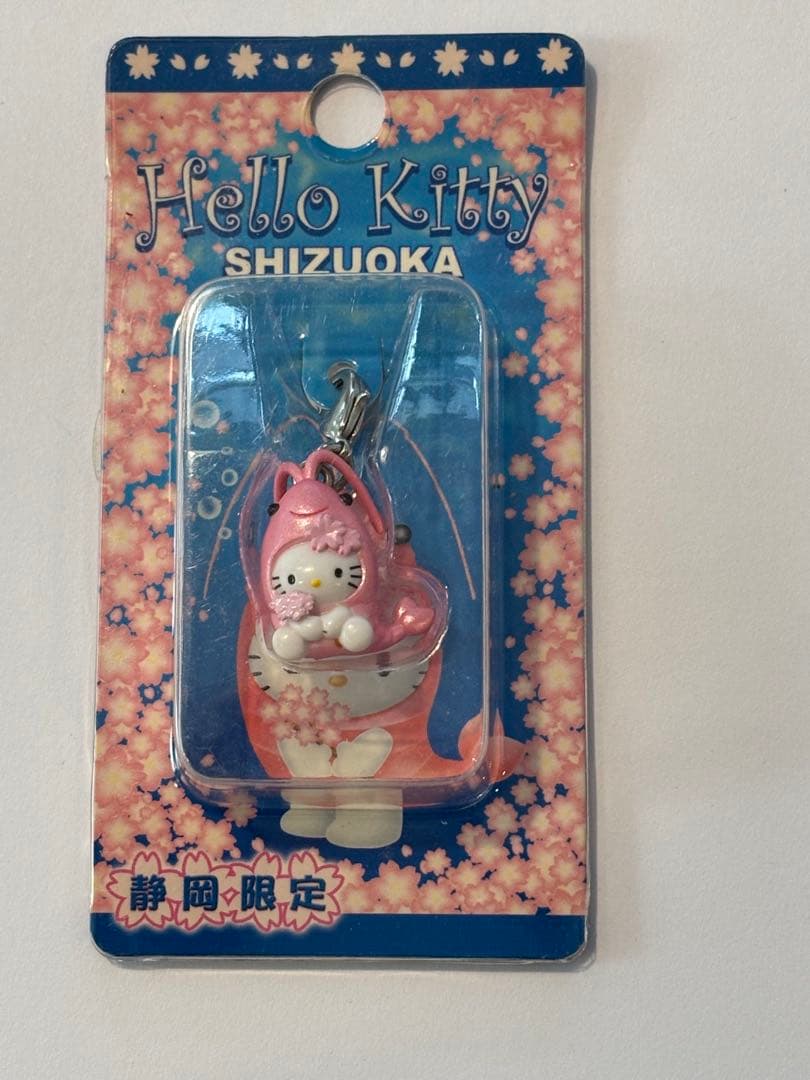 Hello Kitty
SHIZUOKA
静岡限定